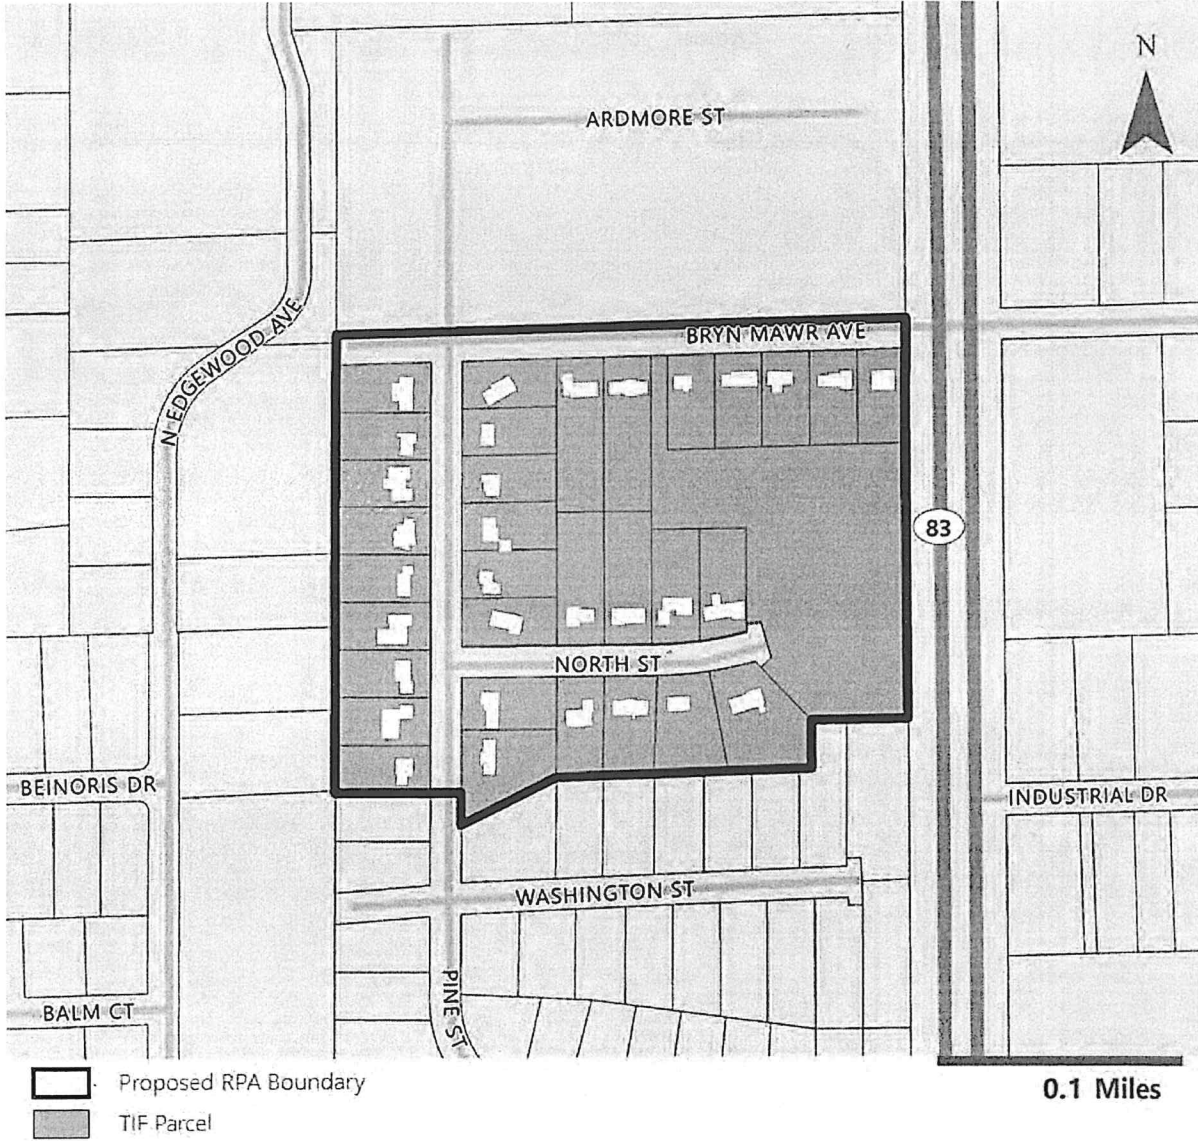 N
ARDMORE ST
BRYN MAWR AVE
N EDGEWOOD AVE
83
NORTH ST
BEINORIS DR
INDUSTRIAL DR
WASHINGTON ST
PINE ST
BALM CT
Proposed RPA Boundary
0.1 Miles
TIF Parcel